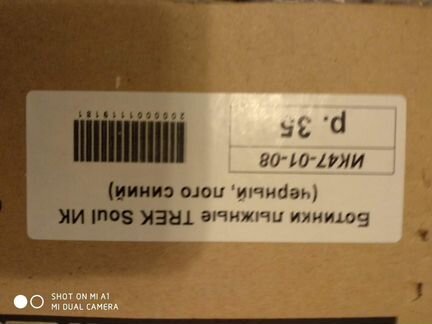 Ботинки лыжные TREK Soul ИК
(черный, лого синий)
ИК47-01-08
р. 35
2000000119181
SHOT ON MI A1
MI DUAL CAMERA